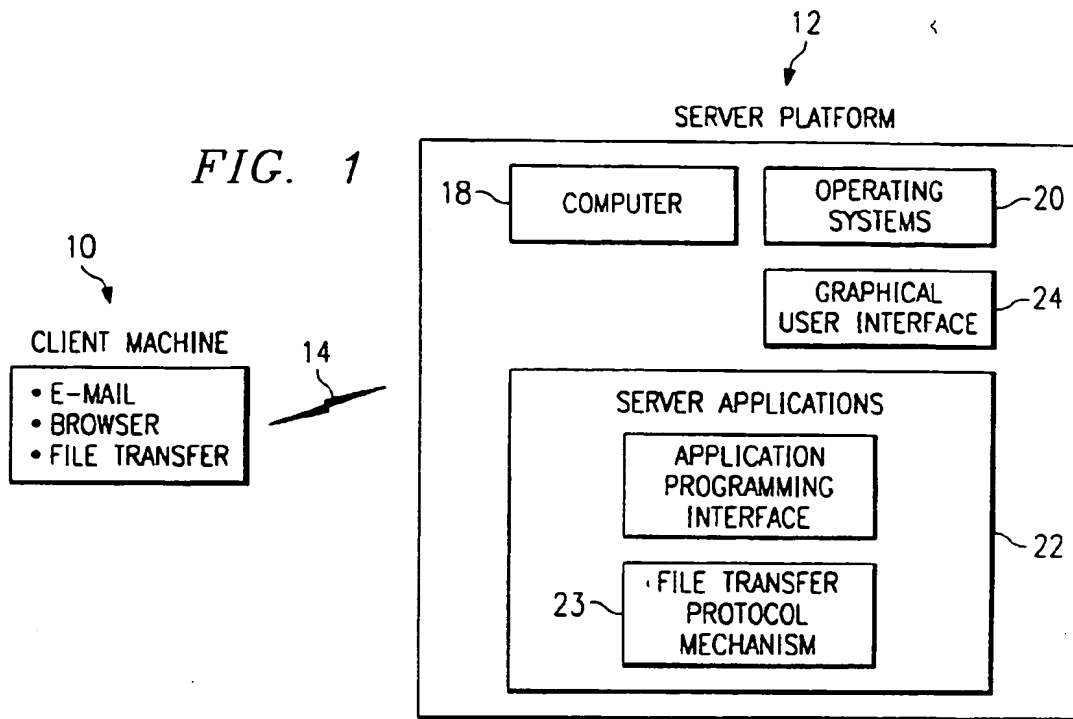 12
SERVER PLATFORM
FIG. 1
18
COMPUTER
OPERATING
SYSTEMS
20
10
GRAPHICAL
USER INTERFACE
24
CLIENT MACHINE
• E-MAIL
• BROWSER
• FILE TRANSFER
14
SERVER APPLICATIONS
APPLICATION
PROGRAMMING
INTERFACE
22
23
FILE TRANSFER
PROTOCOL
MECHANISM